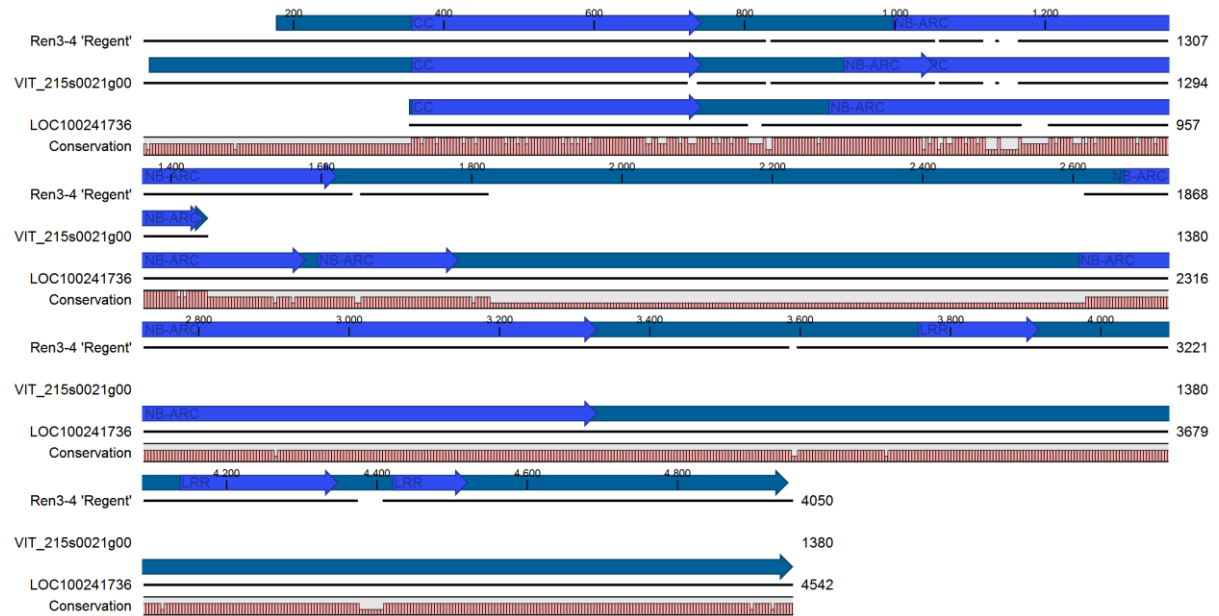 200 400 600 800 1.000 1.200
CC NB-ARC
Ren3-4 'Regent' 1307
CC NB-ARC RC
VIT_215s0021g00 1294
CC NB-ARC
LOC100241736 957
Conservation
1.400 1.600 1.800 2.000 2.200 2.400 2.600
NB-ARC NB-ARC
Ren3-4 'Regent' 1868
NB-ARC
VIT_215s0021g00 1380
NB-ARC NB-ARC NB-ARC
LOC100241736 2316
Conservation
2.800 3.000 3.200 3.400 3.600 3.800 4.000
NB-ARC LRR
Ren3-4 'Regent' 3221
VIT_215s0021g00 1380
NB-ARC
LOC100241736 3679
Conservation
4.200 4.400 4.600 4.800
LRR LRR
Ren3-4 'Regent' 4050
VIT_215s0021g00 1380
LOC100241736 4542
Conservation